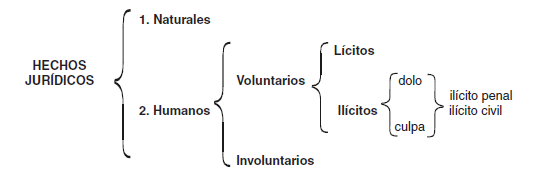 HECHOS
JURÍDICOS
1. Naturales
2. Humanos
Voluntarios
Involuntarios
Lícitos
Ilícitos
dolo
culpa
ilícito penal
ilícito civil